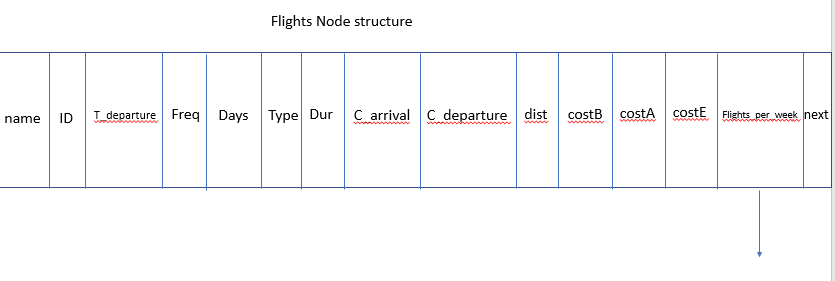 Flights Node structure
name ID T_departure Freq Days Type Dur C_arrival C_departure dist costB costA costE Flights_per_week next